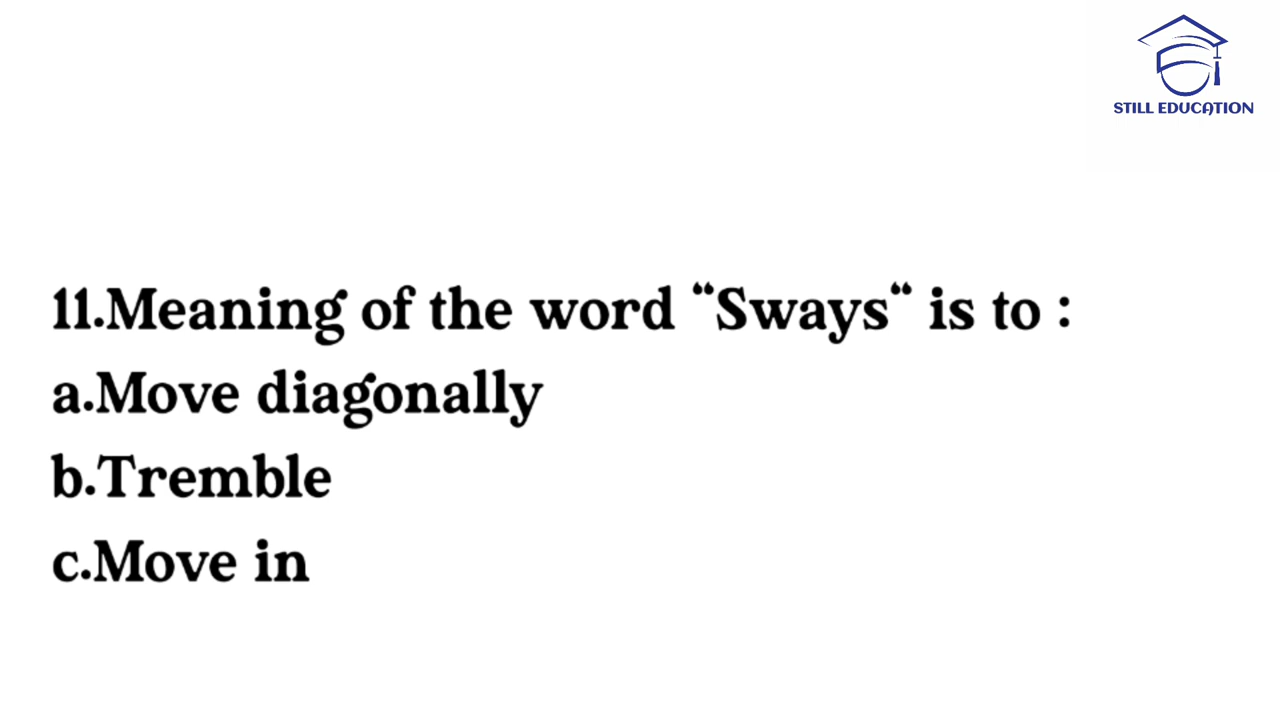 STILL EDUCATION
11.Meaning of the word “Sways“ is to :
a.Move diagonally
b.Tremble
c.Move in